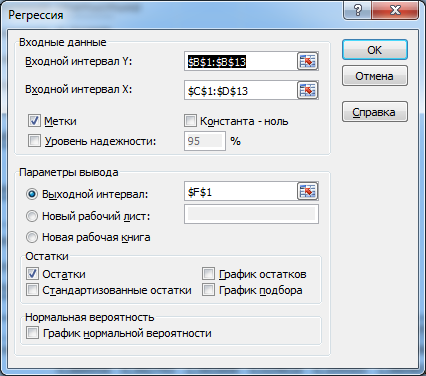 Регрессия
Входные данные
Входной интервал Y: $B$1:$B$13
Входной интервал X: $C$1:$D$13
Метки Константа - ноль
Уровень надежности: 95 %
Параметры вывода
Выходной интервал: $F$1
Новый рабочий лист:
Новая рабочая книга
Остатки
Остатки График остатков
Стандартизованные остатки График подбора
Нормальная вероятность
График нормальной вероятности
OK
Отмена
Справка